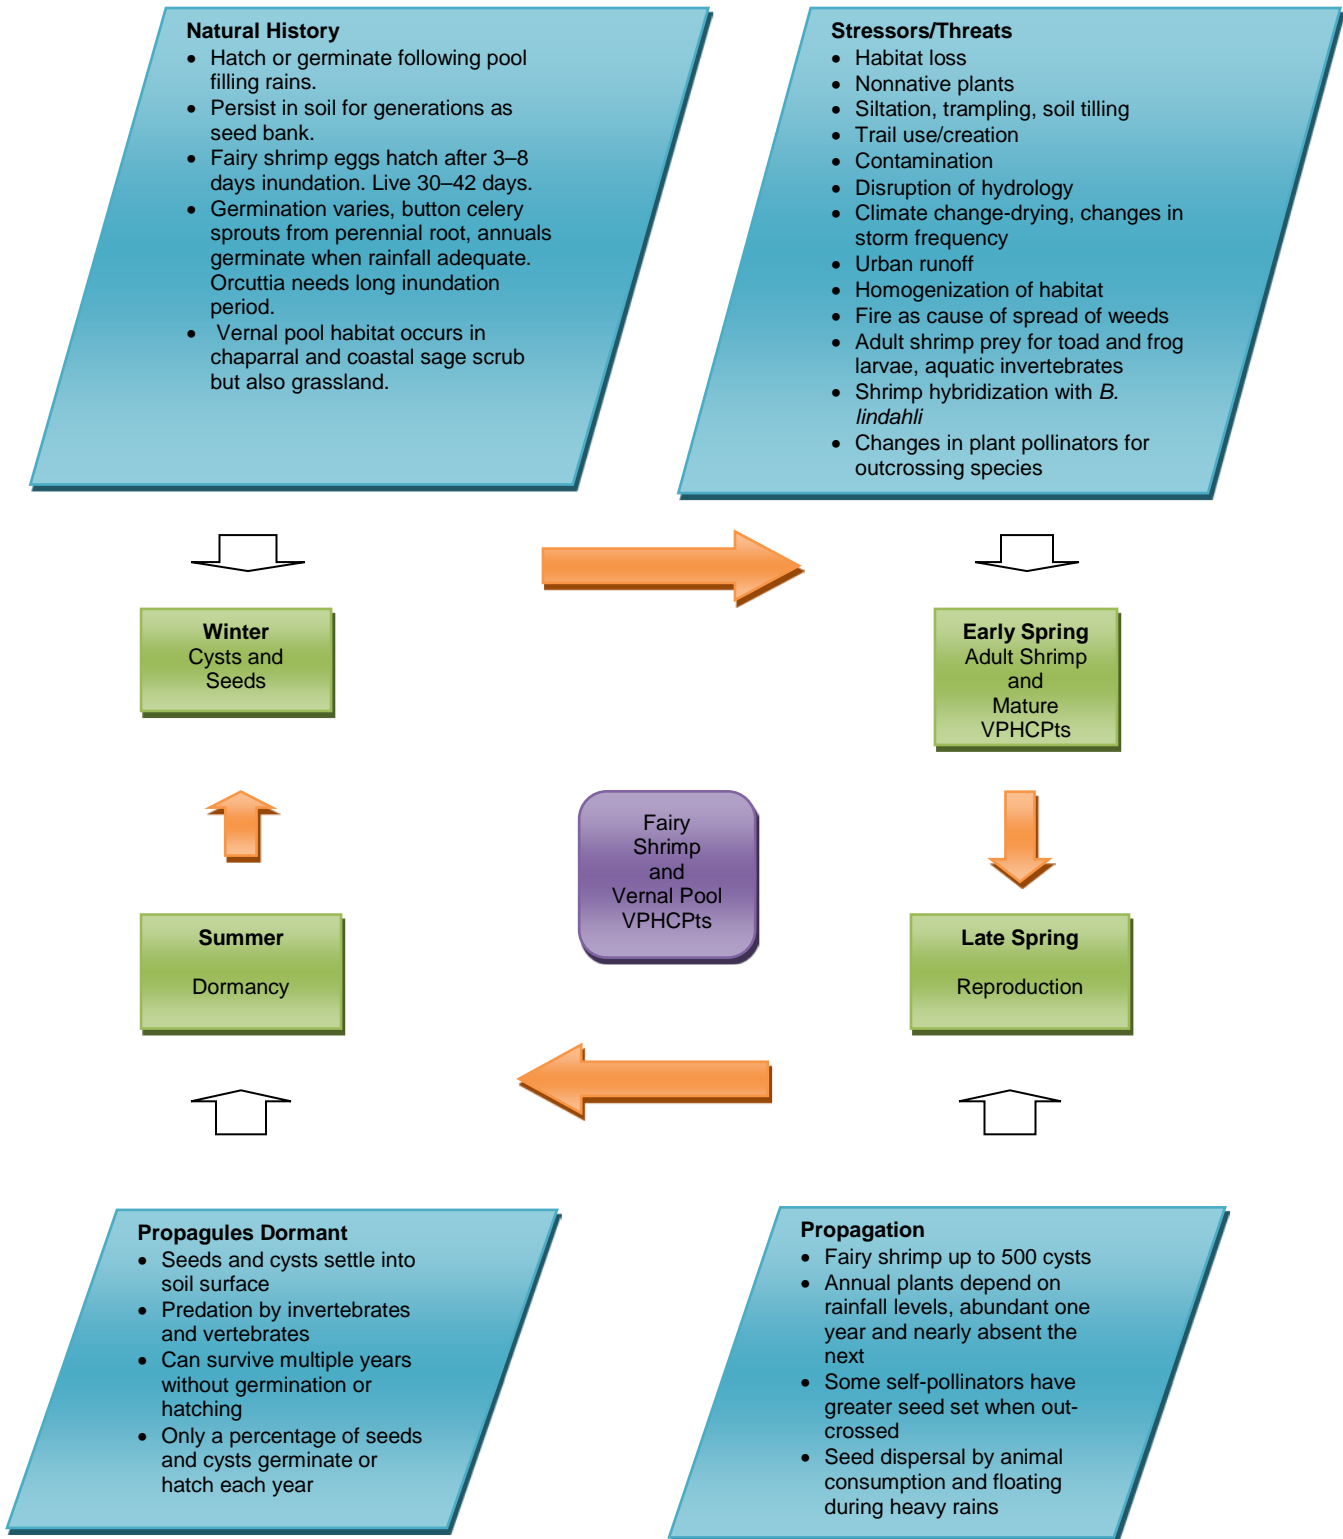 Natural History
• Hatch or germinate following pool
filling rains.
• Persist in soil for generations as
seed bank.
• Fairy shrimp eggs hatch after 3–8
days inundation. Live 30–42 days.
• Germination varies, button celery
sprouts from perennial root, annuals
germinate when rainfall adequate.
Orcuttia needs long inundation
period.
• Vernal pool habitat occurs in
chaparral and coastal sage scrub
but also grassland.
Stressors/Threats
• Habitat loss
• Nonnative plants
• Siltation, trampling, soil tilling
• Trail use/creation
• Contamination
• Disruption of hydrology
• Climate change-drying, changes in
storm frequency
• Urban runoff
• Homogenization of habitat
• Fire as cause of spread of weeds
• Adult shrimp prey for toad and frog
larvae, aquatic invertebrates
• Shrimp hybridization with B.
lindahli
• Changes in plant pollinators for
outcrossing species
Winter
Cysts and
Seeds
Early Spring
Adult Shrimp
and
Mature
VPHCPts
Fairy
Shrimp
and
Vernal Pool
VPHCPts
Summer
Dormancy
Late Spring
Reproduction
Propagules Dormant
• Seeds and cysts settle into
soil surface
• Predation by invertebrates
and vertebrates
• Can survive multiple years
without germination or
hatching
• Only a percentage of seeds
and cysts germinate or
hatch each year
Propagation
• Fairy shrimp up to 500 cysts
• Annual plants depend on
rainfall levels, abundant one
year and nearly absent the
next
• Some self-pollinators have
greater seed set when out-
crossed
• Seed dispersal by animal
consumption and floating
during heavy rains